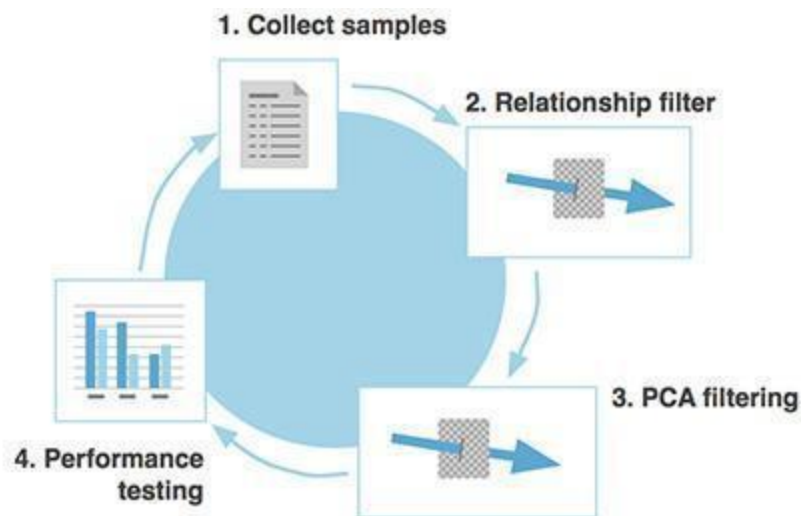 1. Collect samples
2. Relationship filter
3. PCA filtering
4. Performance
testing